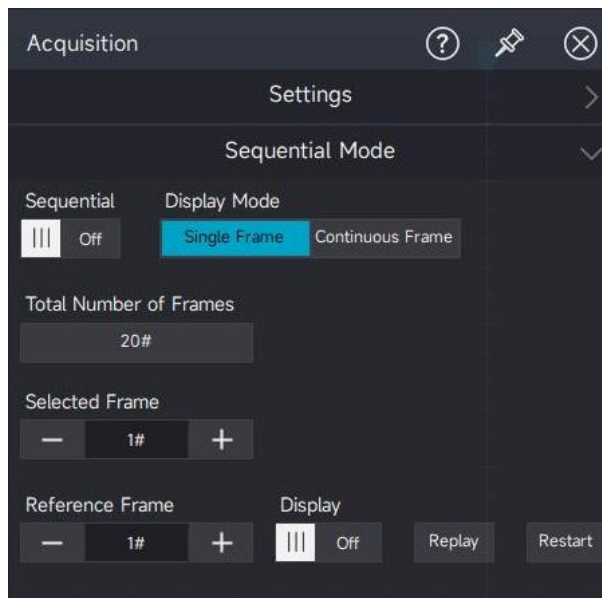 Acquisition ?
Settings
Sequential Mode
Sequential Display Mode
Off Single Frame Continuous Frame
Total Number of Frames
20#
Selected Frame
1#
Reference Frame Display
1# Off Replay Restart